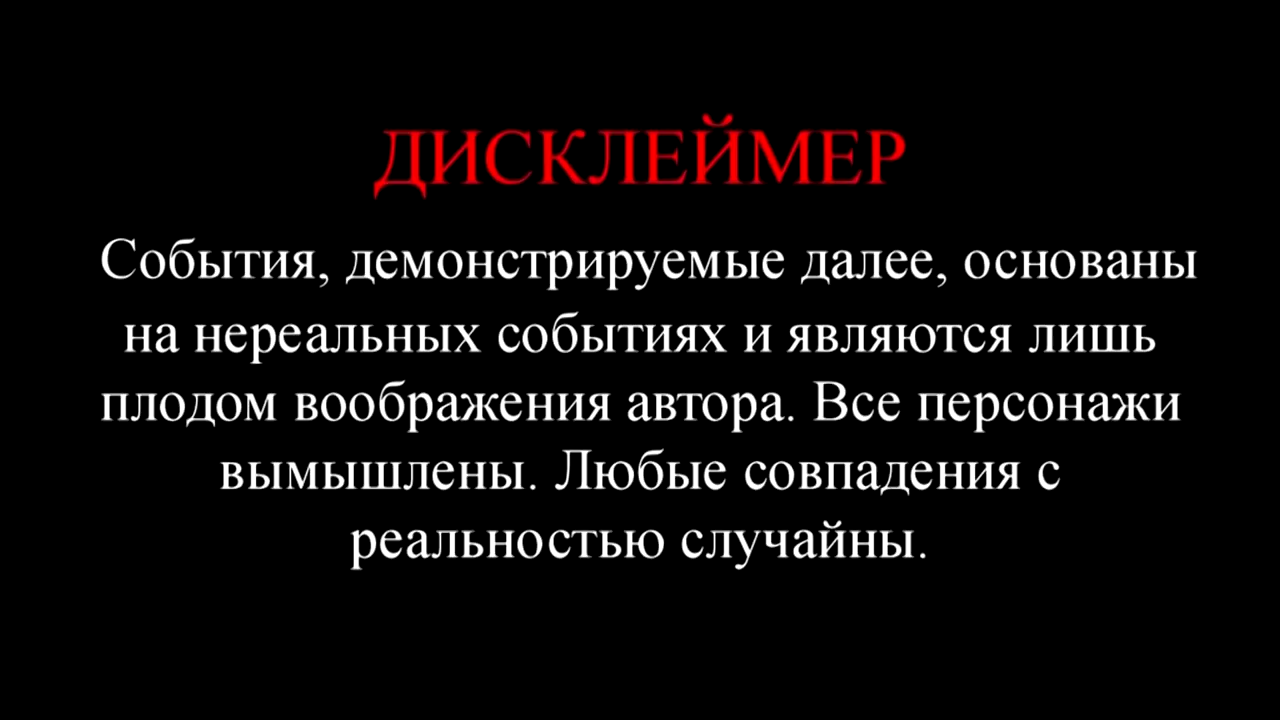 ДИСКЛЕЙМЕР
События, демонстрируемые далее, основаны
на нереальных событиях и являются лишь
плодом воображения автора. Все персонажи
вымышлены. Любые совпадения с
реальностью случайны.